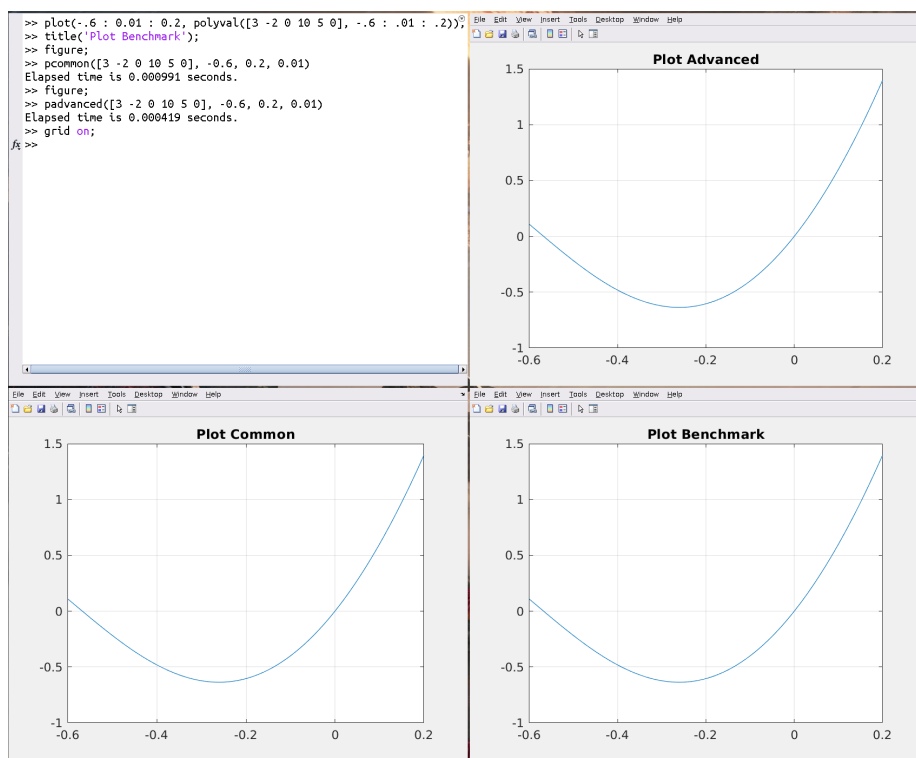 >> plot(-.6 : 0.01 : 0.2, polyval([3 -2 0 10 5 0], -.6 : .01 : .2));
>> title('Plot Benchmark');
>> figure;
>> pcommon([3 -2 0 10 5 0], -0.6, 0.2, 0.01)
Elapsed time is 0.000991 seconds.
>> figure;
>> padvanced([3 -2 0 10 5 0], -0.6, 0.2, 0.01)
Elapsed time is 0.000419 seconds.
>> grid on;
fx >>
File Edit View Insert Tools Desktop Window Help
Plot Advanced
1.5
1
0.5
0
-0.5
-1
-0.6 -0.4 -0.2 0 0.2
File Edit View Insert Tools Desktop Window Help
Plot Common
1.5
1
0.5
0
-0.5
-1
-0.6 -0.4 -0.2 0 0.2
File Edit View Insert Tools Desktop Window Help
Plot Benchmark
1.5
1
0.5
0
-0.5
-1
-0.6 -0.4 -0.2 0 0.2